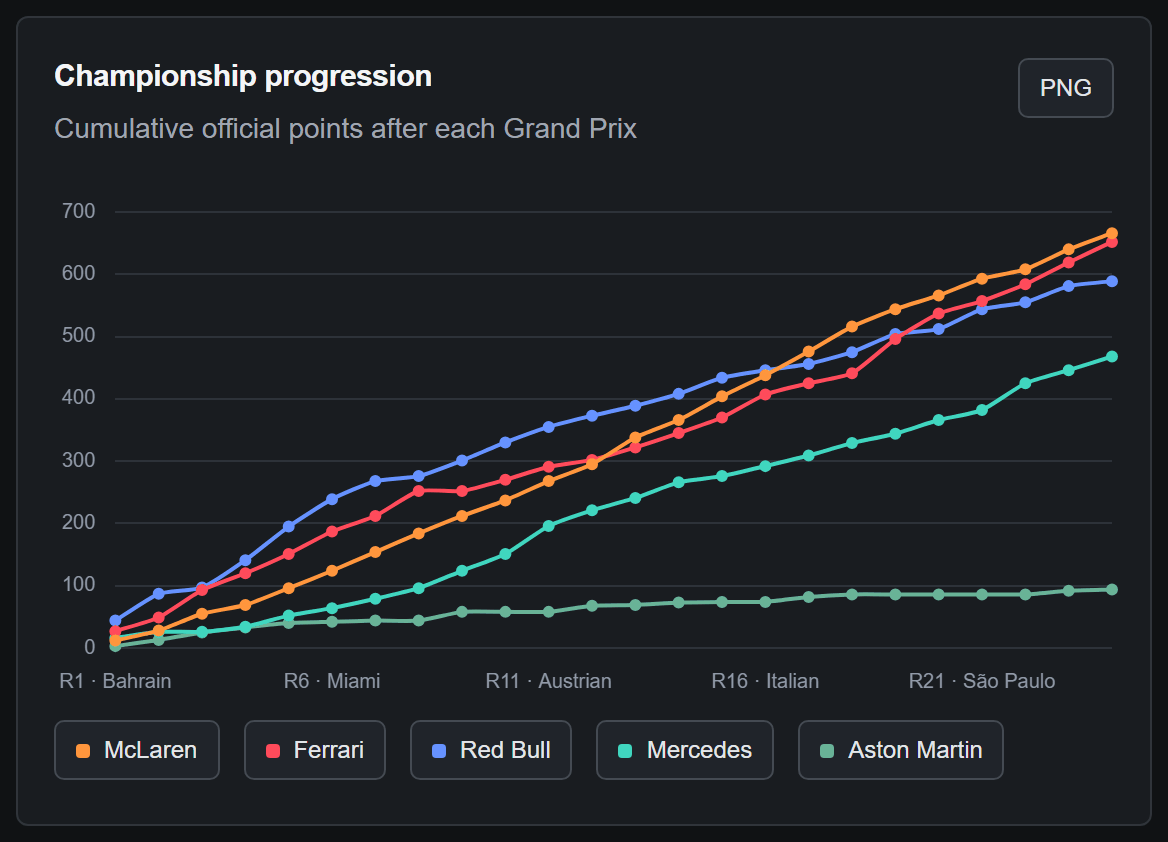 Championship progression
PNG
Cumulative official points after each Grand Prix
700
600
500
400
300
200
100
0
R1 · Bahrain R6 · Miami R11 · Austrian R16 · Italian R21 · São Paulo
McLaren Ferrari Red Bull Mercedes Aston Martin